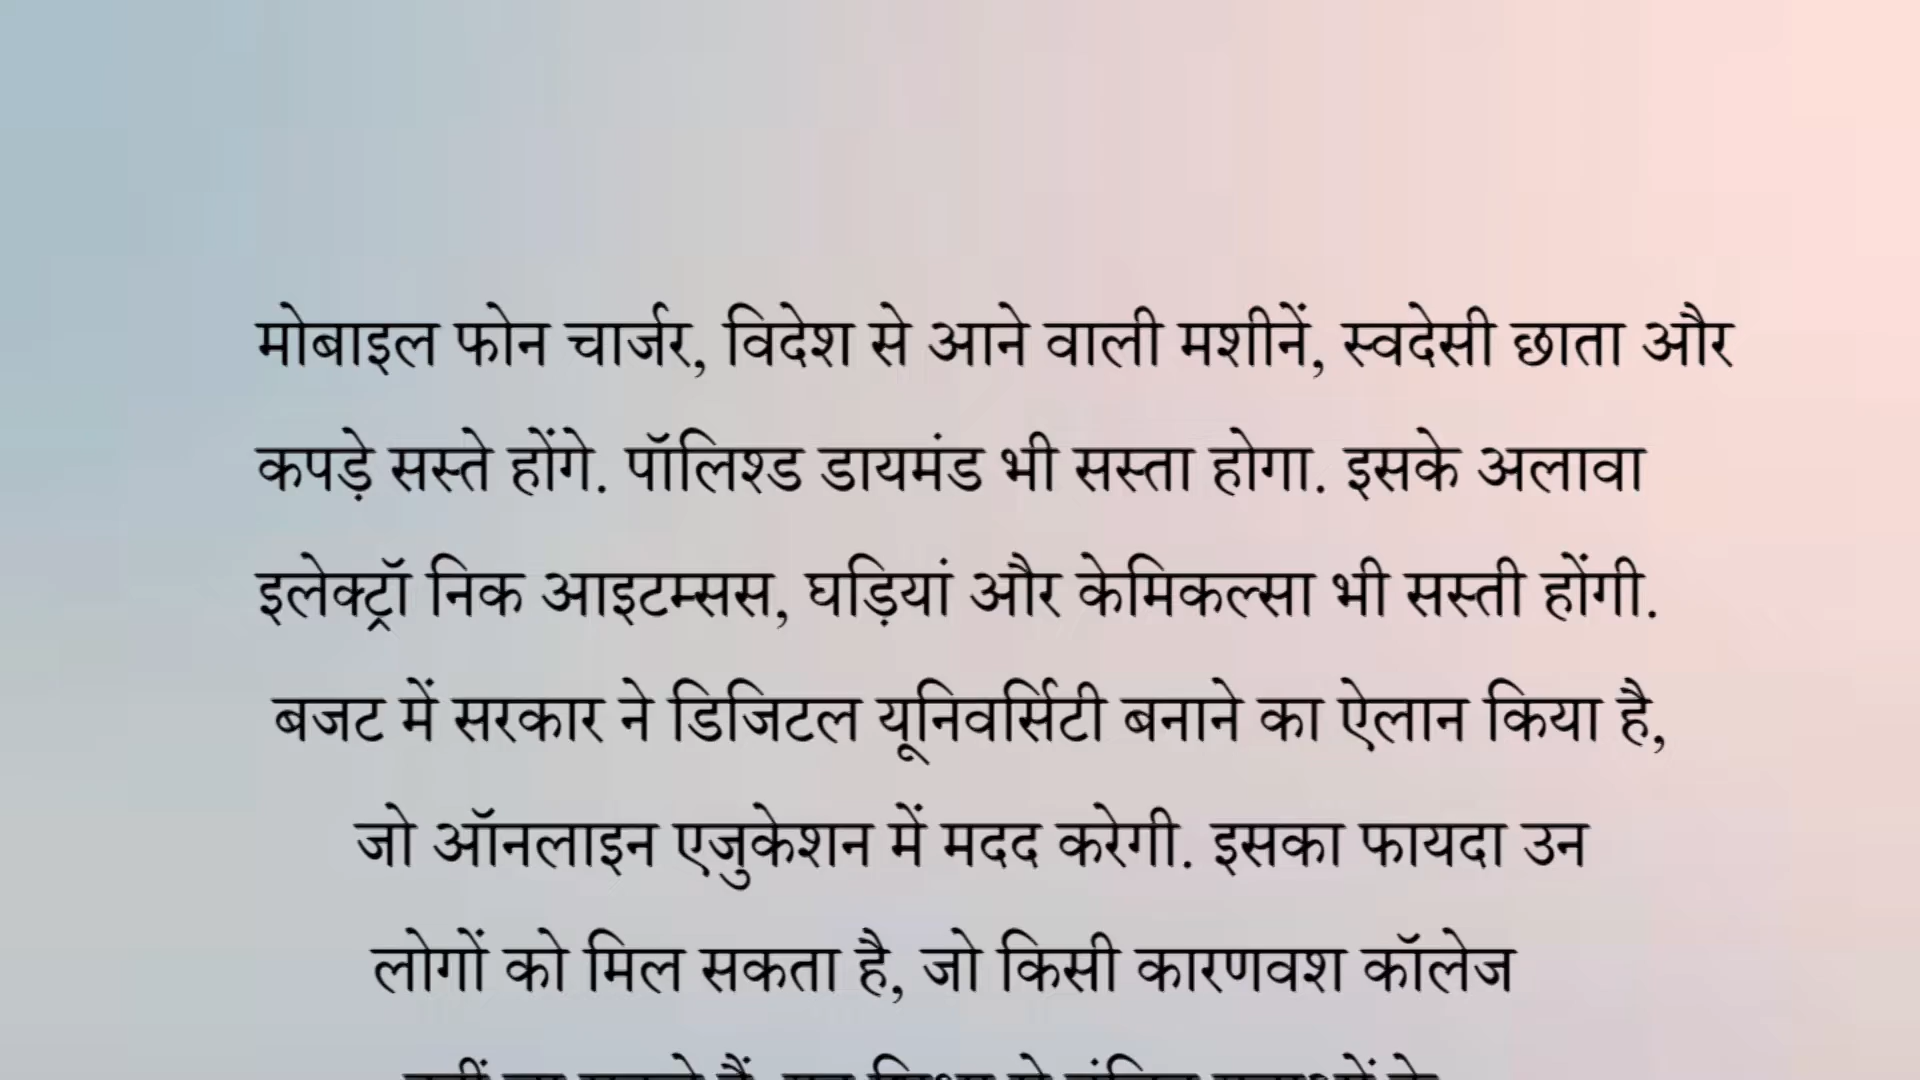 मोबाइल फोन चार्जर, विदेश से आने वाली मशीनें, स्वदेसी छाता और
कपड़े सस्ते होंगे. पॉलिश्ड डायमंड भी सस्ता होगा. इसके अलावा
इलेक्ट्रॉ निक आइटम्सस, घड़ियां और केमिकल्सा भी सस्ती होंगी.
बजट में सरकार ने डिजिटल यूनिवर्सिटी बनाने का ऐलान किया है,
जो ऑनलाइन एजुकेशन में मदद करेगी. इसका फायदा उन
लोगों को मिल सकता है, जो किसी कारणवश कॉलेज